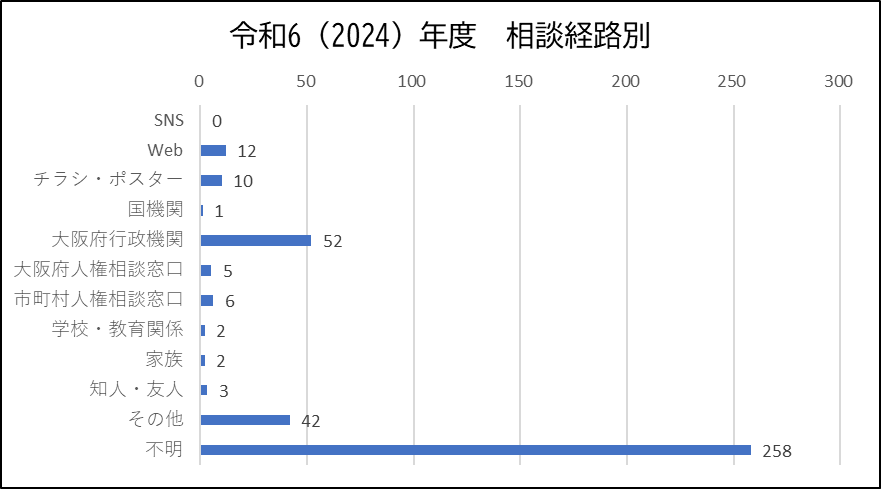 令和6（2024）年度　相談経路別
0 50 100 150 200 250 300
SNS 0
Web 12
チラシ・ポスター 10
国機関 1
大阪府行政機関 52
大阪府人権相談窓口 5
市町村人権相談窓口 6
学校・教育関係 2
家族 2
知人・友人 3
その他 42
不明 258